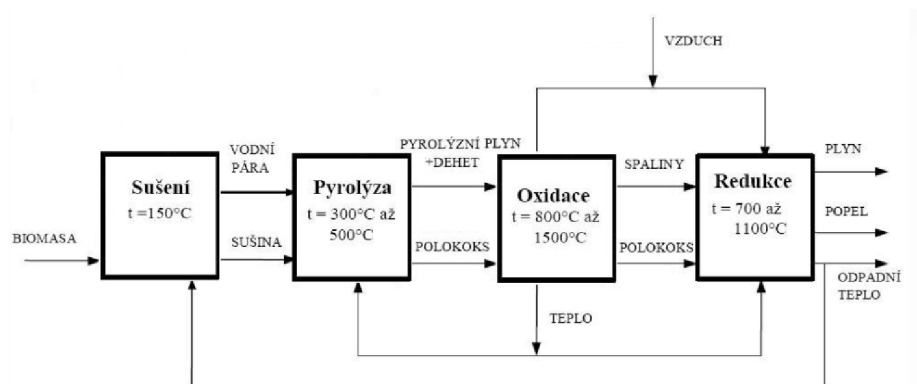 VZDUCH
VODNÍ
PÁRA
PYROLÝZNÍ PLYN
+DEHET
SPALINY
PLYN
Sušení
t =150°C
Pyrolýza
t = 300°C až
500°C
Oxidace
t = 800°C až
1500°C
Redukce
t = 700 až
1100°C
POPEL
BIOMASA
SUŠINA
POLOKOKS
POLOKOKS
ODPADNÍ
TEPLO
TEPLO